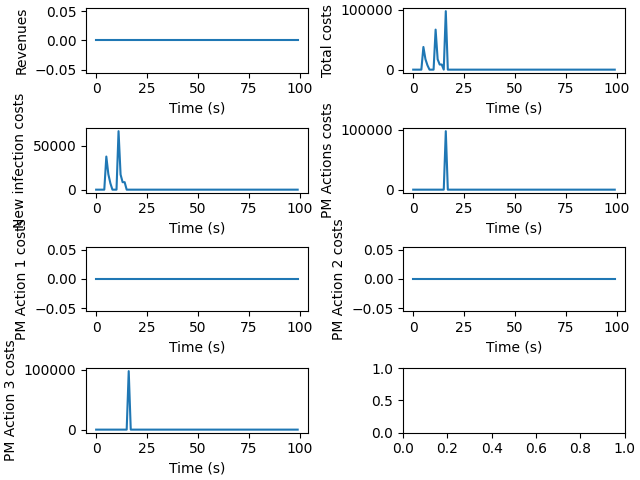 Revenues
0.05
0.00
−0.05
0 25 50 75 100
Time (s)
Total costs
100000
0
0 25 50 75 100
Time (s)
New infection costs
50000
0
0 25 50 75 100
Time (s)
PM Actions costs
100000
0
0 25 50 75 100
Time (s)
PM Action 1 costs
0.05
0.00
−0.05
0 25 50 75 100
Time (s)
PM Action 2 costs
0.05
0.00
−0.05
0 25 50 75 100
Time (s)
PM Action 3 costs
100000
0
0 25 50 75 100
Time (s)
1.0
0.5
0.0
0.0 0.2 0.4 0.6 0.8 1.0